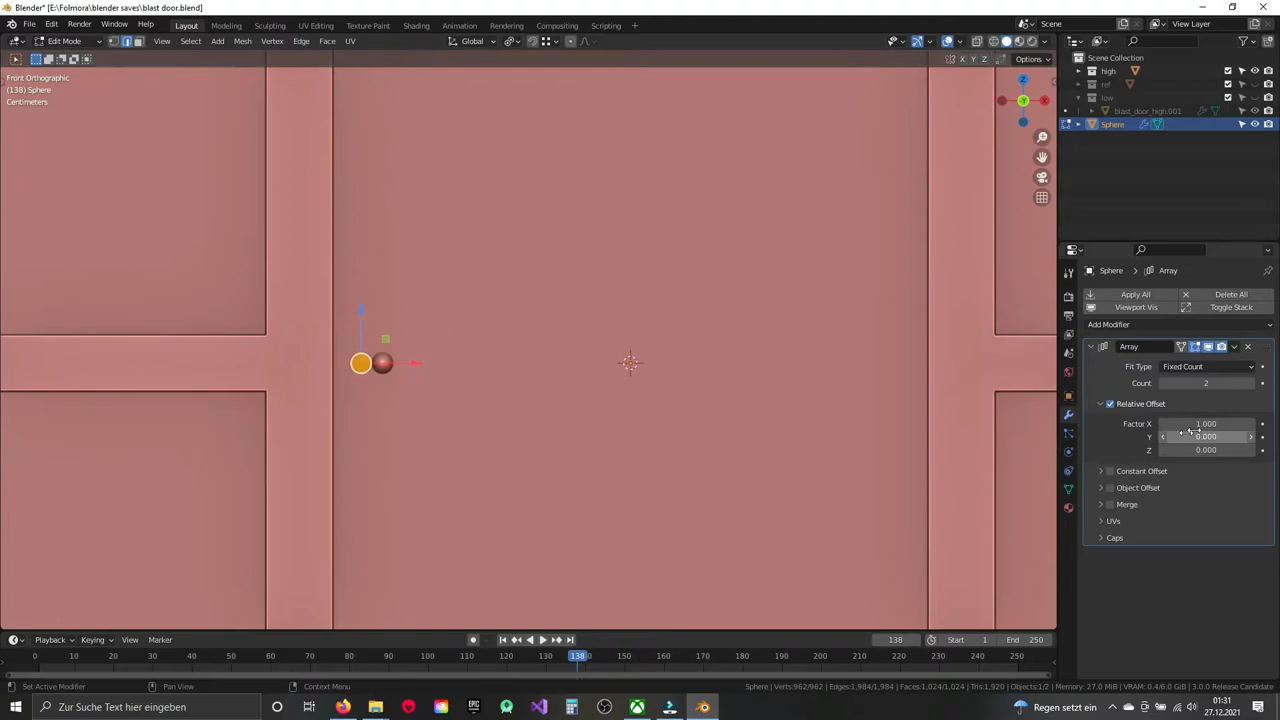 Blender* [E:\Folmora\blender saves\blast door.blend]
File Edit Render Window Help Layout Modeling Sculpting UV Editing Texture Paint Shading Animation Rendering Compositing Scripting Scene View Layer
Edit Mode View Select Add Mesh Vertex Edge Face UV Global
X Y Z Options
Front Orthographic
(138) Sphere
Centimeters
Scene Collection
high
ref
low
blast_door_high.001
Sphere
Z
Y
X
Sphere Array
Apply All Delete All
Viewport Vis Toggle Stack
Add Modifier
Array
Fit Type Fixed Count
Count 2
Relative Offset
Factor X 1.000
Y 0.000
Z 0.000
Constant Offset
Object Offset
Merge
UVs
Caps
Playback Keying View Marker 138 Start 1 End 250
0 10 20 30 40 50 60 70 80 90 100 110 120 130 138 150 160 170 180 190 200 210 220 230 240 250
Set Active Modifier Pan View Context Menu Sphere | Verts:962/962 | Edges:1,984/1,984 | Faces:1,024/1,024 | Tris:1,920 | Objects:1/2 | Memory: 27.0 MiB | VRAM: 0.4/6.0 GiB | 3.0.0 Release Candidate
Zur Suche Text hier eingeben EPIC GAMES Regen setzt ein 01:31
27.12.2021